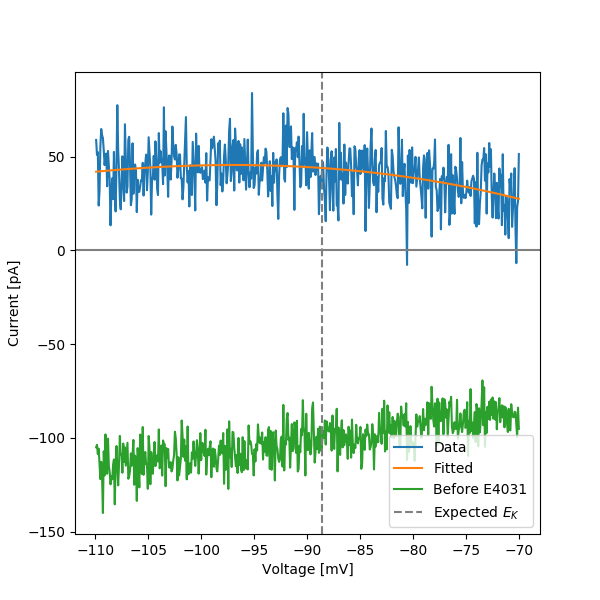 50
0
−50
−100
−150
Current [pA]
−110
−105
−100
−95
−90
−85
−80
−75
−70
Voltage [mV]
Data
Fitted
Before E4031
Expected E_K